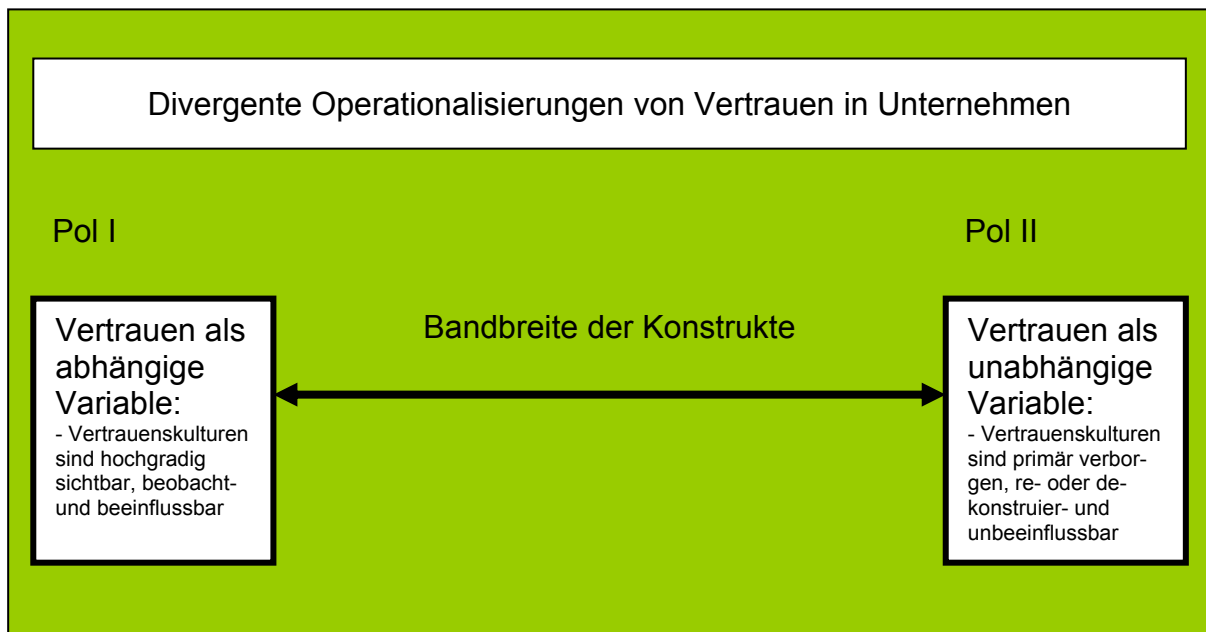 Divergente Operationalisierungen von Vertrauen in Unternehmen
Pol I
Pol II
Vertrauen als
abhängige
Variable:
- Vertrauenskulturen
sind hochgradig
sichtbar, beobacht-
und beeinflussbar
Bandbreite der Konstrukte
Vertrauen als
unabhängige
Variable:
- Vertrauenskulturen
sind primär verbor-
gen, re- oder de-
konstruier- und
unbeeinflussbar